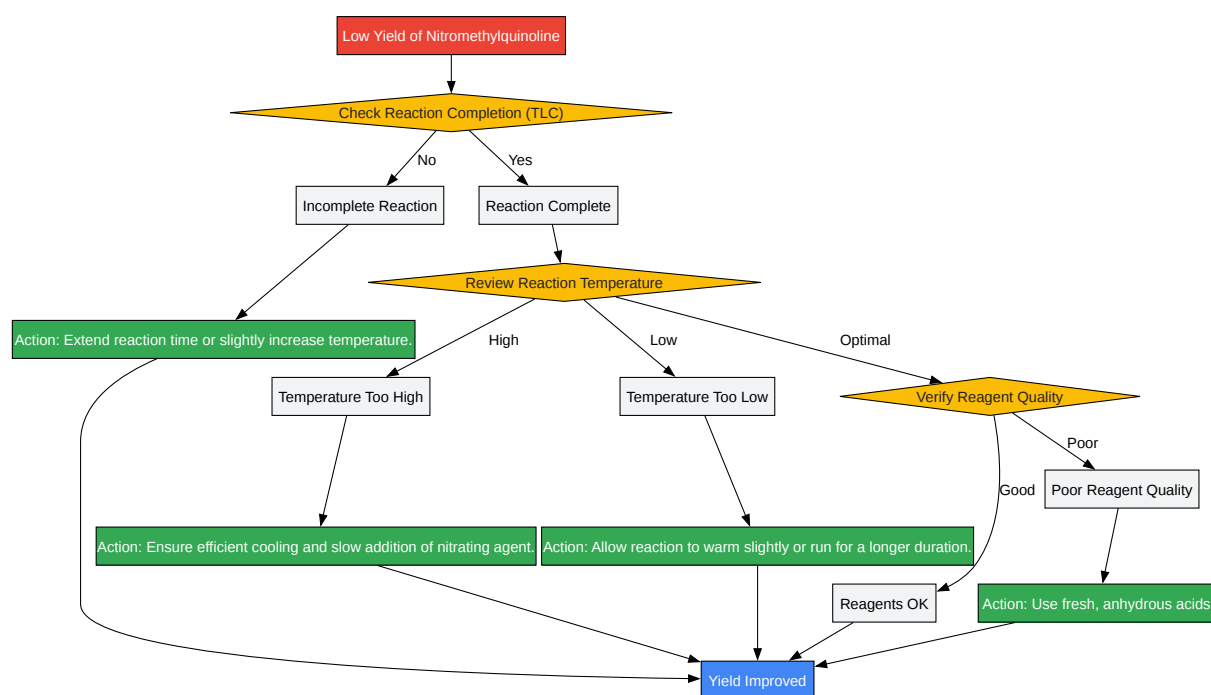 Low Yield of Nitromethylquinoline
Check Reaction Completion (TLC)
No
Yes
Incomplete Reaction
Reaction Complete
Review Reaction Temperature
Action: Extend reaction time or slightly increase temperature.
High
Low
Optimal
Temperature Too High
Temperature Too Low
Verify Reagent Quality
Poor
Good
Poor Reagent Quality
Action: Ensure efficient cooling and slow addition of nitrating agent.
Action: Allow reaction to warm slightly or run for a longer duration.
Reagents OK
Action: Use fresh, anhydrous acids
Yield Improved